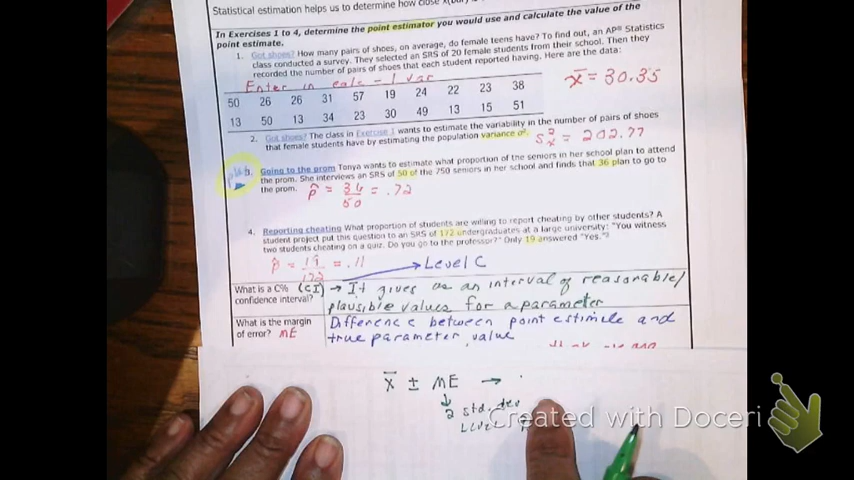 Statistical estimation helps us to determine how close
In Exercises 1 to 4, determine the point estimator you would use and calculate the value of the
point estimate.
1. Got shoes? How many pairs of shoes, on average, do female teens have? To find out, an AP® Statistics
class conducted a survey. They selected an SRS of 20 female students from their school. Then they
recorded the number of pairs of shoes that each student reported having. Here are the data:
Enter in calc - 1 Var
x̄ = 30.35
50 26 26 31 57 19 24 22 23 38
13 50 13 34 23 30 49 13 15 51
2. Got shoes? The class in Exercise 1 wants to estimate the variability in the number of pairs of shoes
that female students have by estimating the population variance σ².
s²x = 202.77
3. Going to the prom Tonya wants to estimate what proportion of the seniors in her school plan to attend
the prom. She interviews an SRS of 50 of the 750 seniors in her school and finds that 36 plan to go to
the prom.
p̂ = 36/50 = .72
4. Reporting cheating What proportion of students are willing to report cheating by other students? A
student project put this question to an SRS of 172 undergraduates at a large university: "You witness
two students cheating on a quiz. Do you go to the professor?" Only 19 answered "Yes."
p̂ = 19/172 = .11
Level C
What is a C% (CI)
confidence interval?
→ It gives us an interval of reasonable/
plausible values for a parameter
What is the margin
of error? ME
Difference between point estimate and
true parameter value
x̄ ± ME →
2 std. dev
Created with Doceri